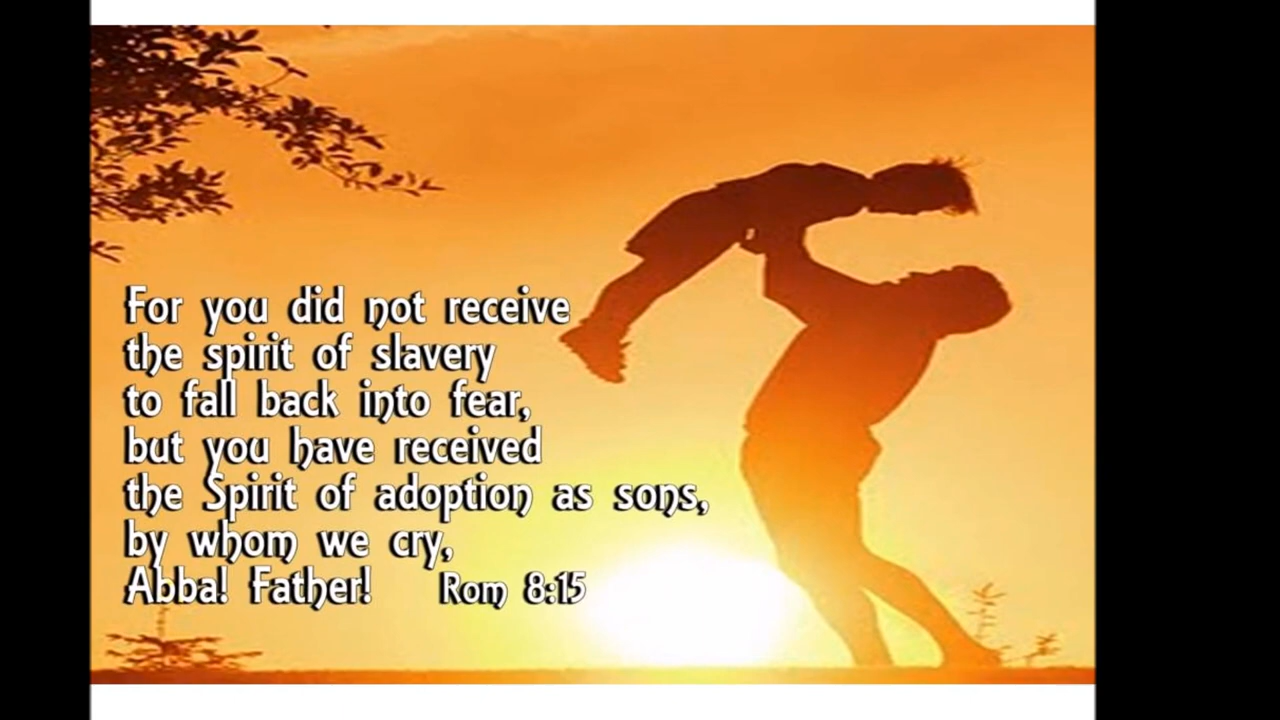 For you did not receive
the spirit of slavery
to fall back into fear,
but you have received
the Spirit of adoption as sons,
by whom we cry,
Abba! Father! Rom 8:15